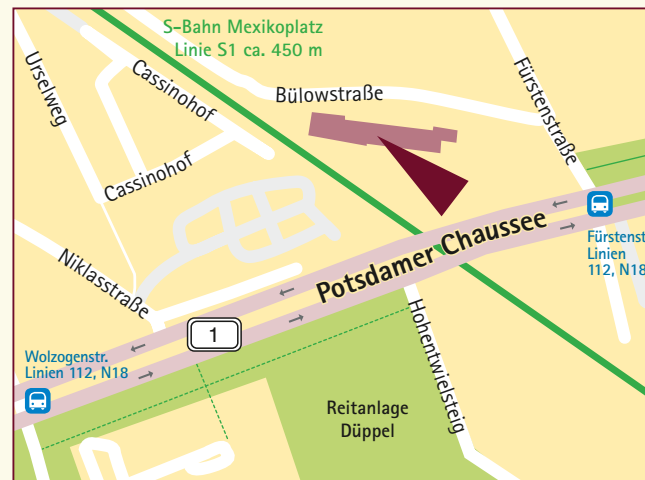 S-Bahn Mexikoplatz
Linie S1 ca. 450 m
Urselweg
Cassinohof
Bülowstraße
Fürstenstraße
Cassinohof
Niklasstraße
Potsdamer Chaussee
Fürstenst
Linien
112, N18
1
Wolzogenstr.
Linien 112, N18
Hohentwielsteig
Reitanlage
Düppel